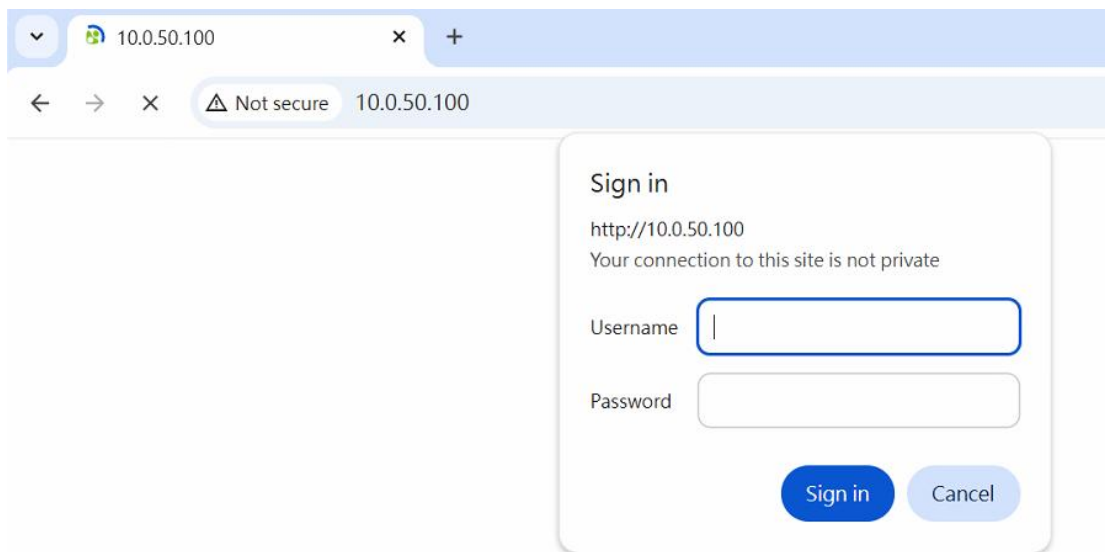 10.0.50.100
Not secure 10.0.50.100
Sign in
http://10.0.50.100
Your connection to this site is not private
Username
Password
Sign in Cancel